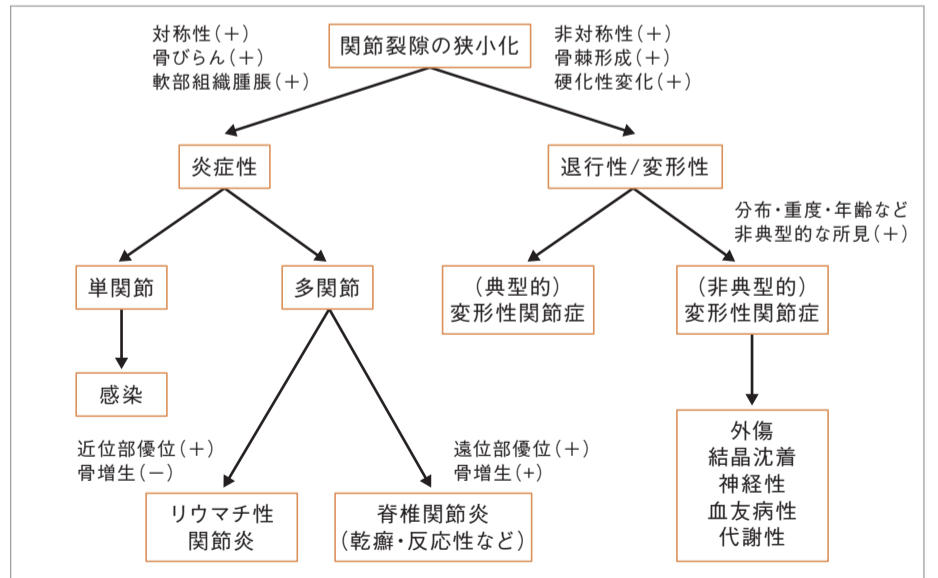 対称性(+)
骨びらん(+)
軟部組織腫脹(+)
関節裂隙の狭小化
非対称性(+)
骨棘形成(+)
硬化性変化(+)
炎症性
退行性/変形性
分布・重度・年齢など
非典型的な所見(+)
単関節
多関節
(典型的)
変形性関節症
(非典型的)
変形性関節症
感染
近位部優位(+)
骨増生(−)
遠位部優位(+)
骨増生(+)
リウマチ性
関節炎
脊椎関節炎
(乾癬・反応性など)
外傷
結晶沈着
神経性
血友病性
代謝性